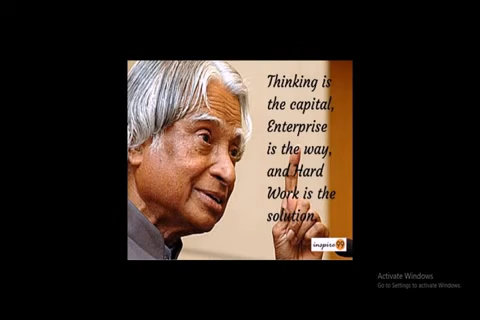 Thinking is
the capital,
Enterprise
is the way,
and Hard
Work is the
solution.
inspire99
Activate Windows
Go to Settings to activate Windows.